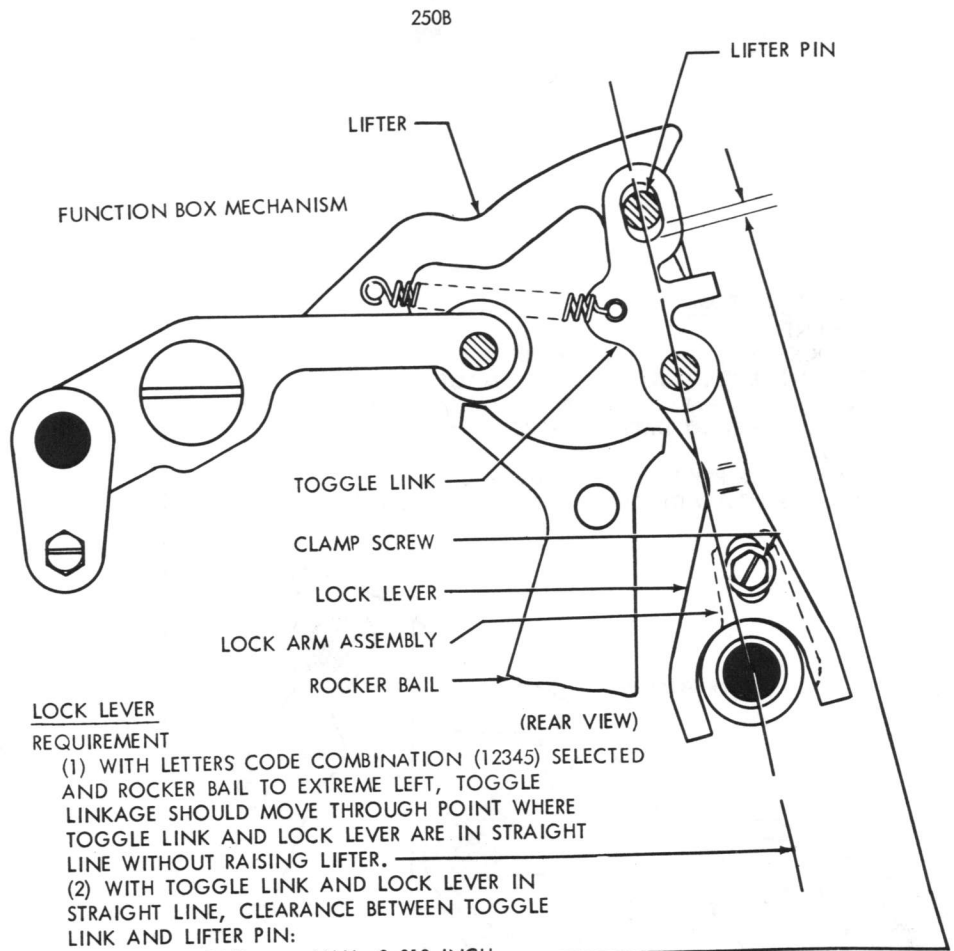 250B
LIFTER PIN
LIFTER
FUNCTION BOX MECHANISM
TOGGLE LINK
CLAMP SCREW
LOCK LEVER
LOCK ARM ASSEMBLY
ROCKER BAIL
(REAR VIEW)
LOCK LEVER
REQUIREMENT
(1) WITH LETTERS CODE COMBINATION (12345) SELECTED
AND ROCKER BAIL TO EXTREME LEFT, TOGGLE
LINKAGE SHOULD MOVE THROUGH POINT WHERE
TOGGLE LINK AND LOCK LEVER ARE IN STRAIGHT
LINE WITHOUT RAISING LIFTER.
(2) WITH TOGGLE LINK AND LOCK LEVER IN
STRAIGHT LINE, CLEARANCE BETWEEN TOGGLE
LINK AND LIFTER PIN:
INCH